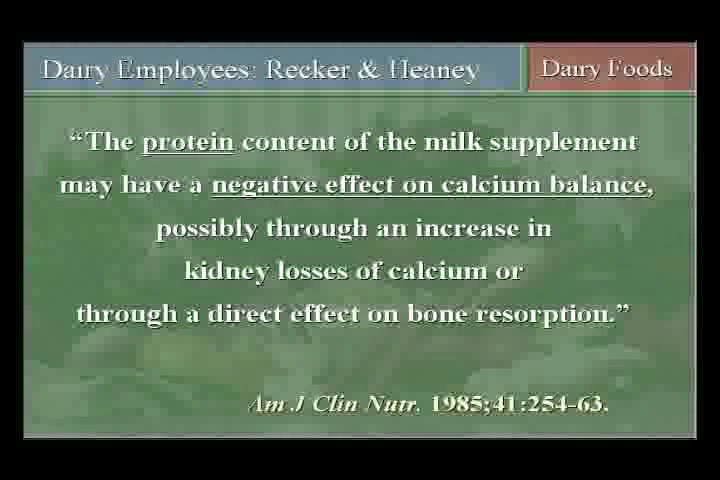 Dairy Employees: Recker & Heaney
Dairy Foods
“The protein content of the milk supplement
may have a negative effect on calcium balance,
possibly through an increase in
kidney losses of calcium or
through a direct effect on bone resorption.”
Am J Clin Nutr. 1985;41:254-63.